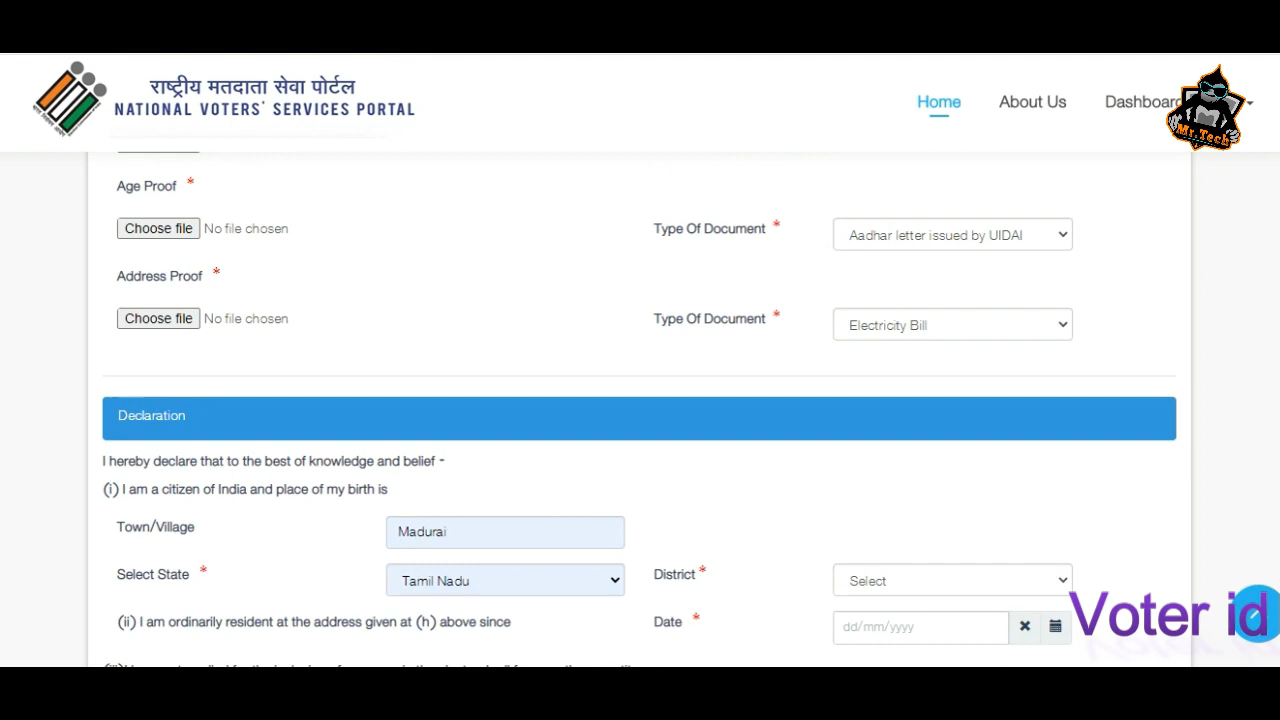 राष्ट्रीय मतदाता सेवा पोर्टल
NATIONAL VOTERS' SERVICES PORTAL
Home About Us Dashboard
Mr.Tech
Age Proof *
Choose file No file chosen Type Of Document * Aadhar letter issued by UIDAI
Address Proof *
Choose file No file chosen Type Of Document * Electricity Bill
Declaration
I hereby declare that to the best of knowledge and belief -
(i) I am a citizen of India and place of my birth is
Town/Village Madurai
Select State * Tamil Nadu District * Select
(ii) I am ordinarily resident at the address given at (h) above since Date * dd/mm/yyyy
Voter id